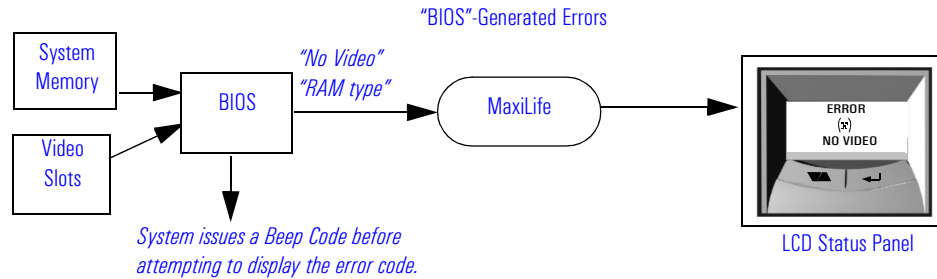 "BIOS"-Generated Errors
System
Memory
Video
Slots
BIOS
"No Video"
"RAM type"
MaxiLife
ERROR
(x)
NO VIDEO
LCD Status Panel
System issues a Beep Code before
attempting to display the error code.